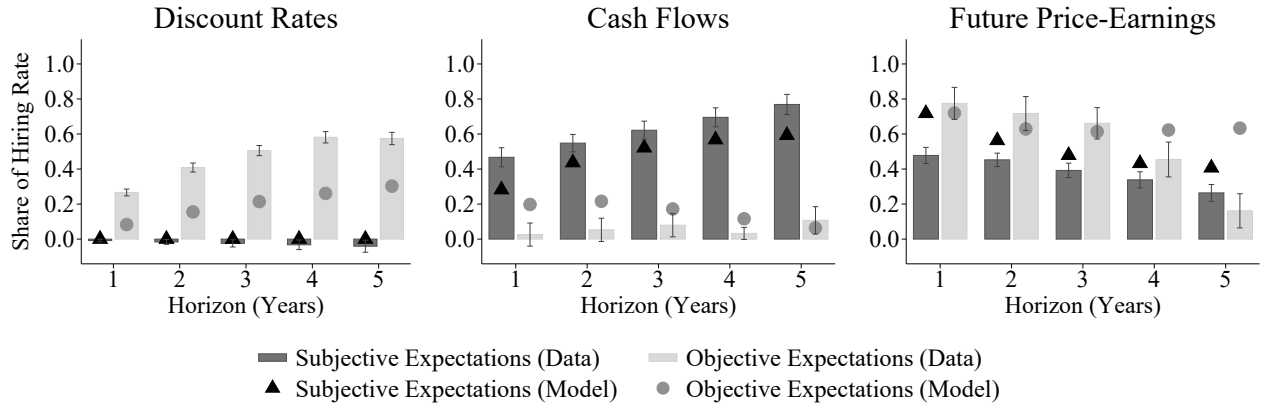 Discount Rates
Cash Flows
Future Price-Earnings
Share of Hiring Rate
1.0
0.8
0.6
0.4
0.2
0.0
1 2 3 4 5
Horizon (Years)
1.0
0.8
0.6
0.4
0.2
0.0
1 2 3 4 5
Horizon (Years)
1.0
0.8
0.6
0.4
0.2
0.0
1 2 3 4 5
Horizon (Years)
Subjective Expectations (Data) Objective Expectations (Data)
Subjective Expectations (Model) Objective Expectations (Model)